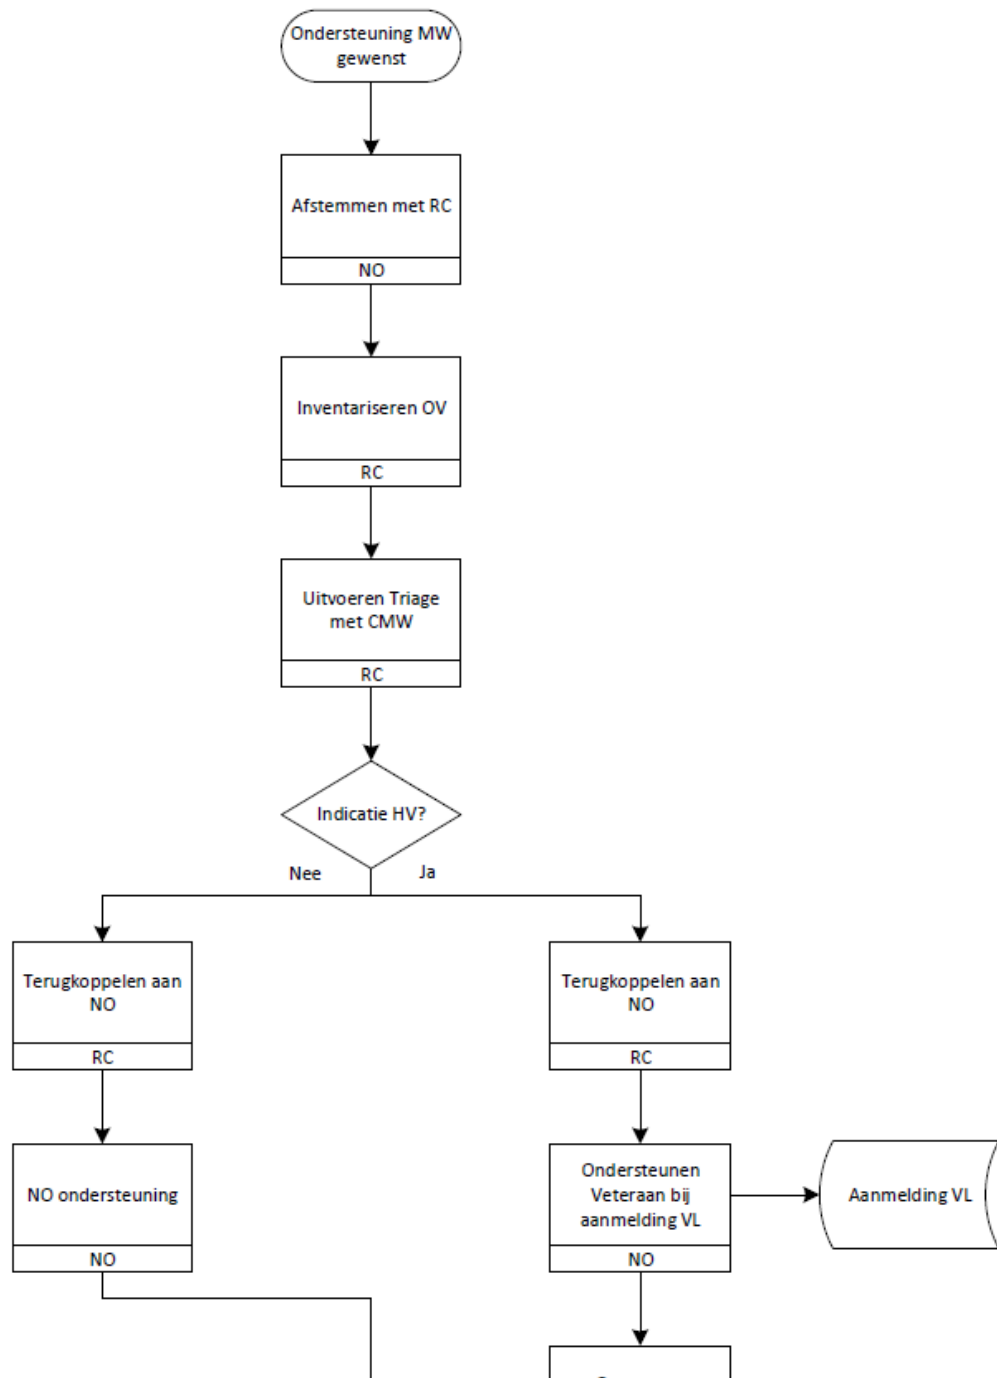 Ondersteuning MW
gewenst
Afstemmen met RC
NO
Inventariseren OV
RC
Uitvoeren Triage
met CMW
RC
Indicatie HV?
Nee
Ja
Terugkoppelen aan
NO
RC
Terugkoppelen aan
NO
RC
NO ondersteuning
NO
Ondersteunen
Veteraan bij
aanmelding VL
NO
Aanmelding VL